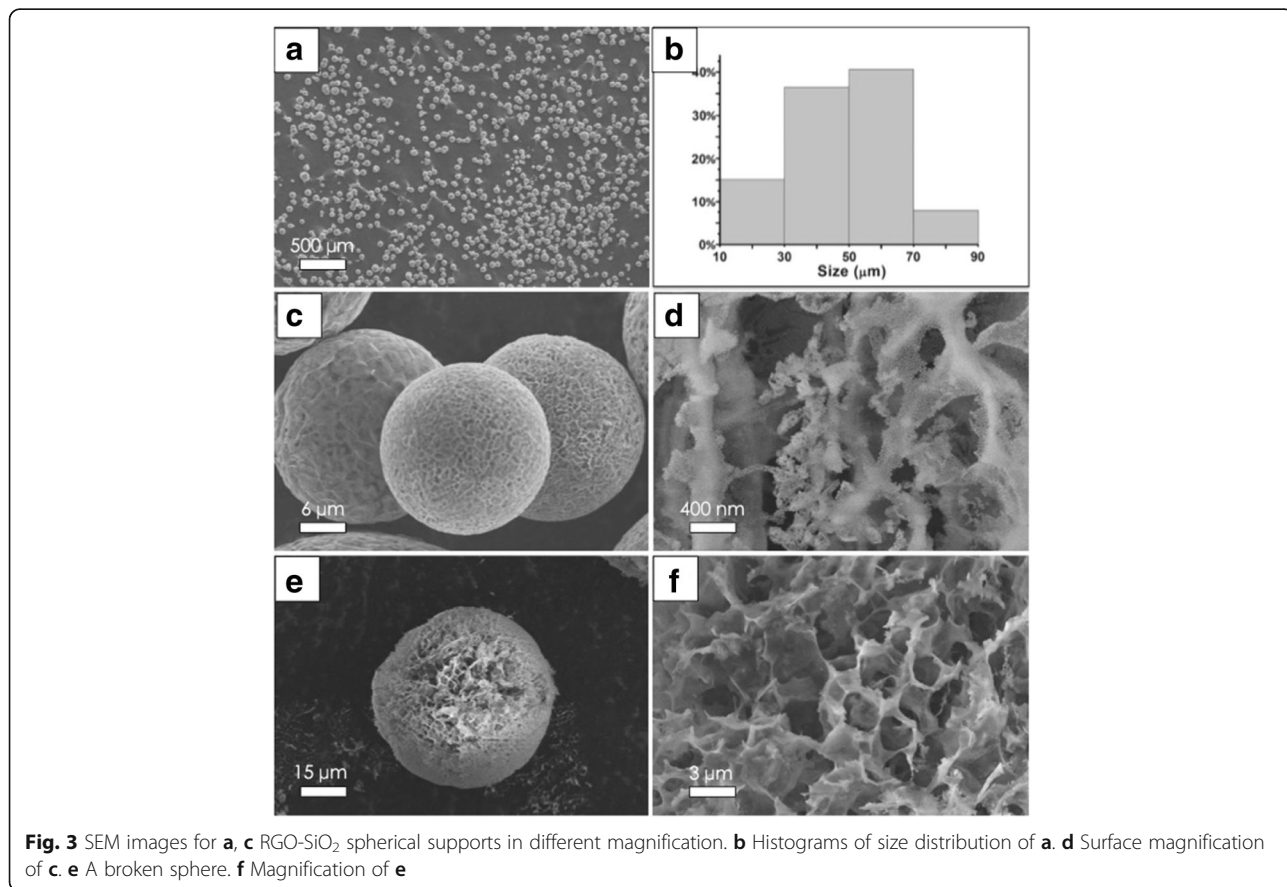 a
500 µm
b
40%
30%
20%
10%
0%
10 30 50 70 90
Size (µm)
c
6 µm
d
400 nm
e
15 µm
f
3 µm
Fig. 3 SEM images for a, c RGO-SiO₂ spherical supports in different magnification. b Histograms of size distribution of a. d Surface magnification
of c. e A broken sphere. f Magnification of e